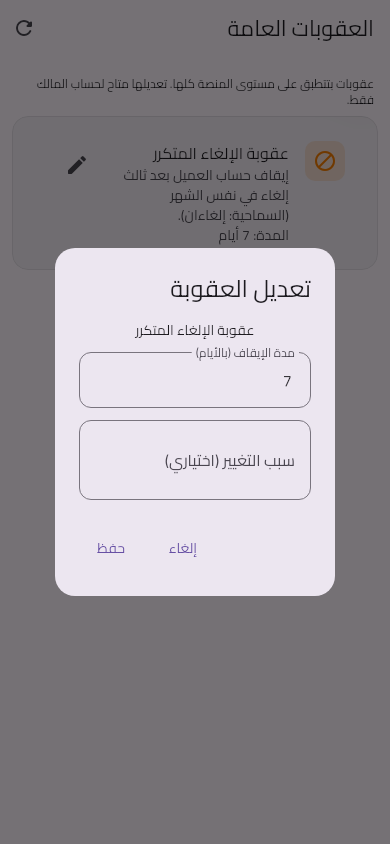 العقوبات العامة
عقوبات بتتطبق على مستوى المنصة كلها. تعديلها متاح لحساب المالك
فقط.
عقوبة الإلغاء المتكرر
إيقاف حساب العميل بعد ثالث
إلغاء في نفس الشهر
(السماحية: إلغاءان).
المدة: 7 أيام
تعديل العقوبة
عقوبة الإلغاء المتكرر
مدة الإيقاف (بالأيام)
7
سبب التغيير (اختياري)
إلغاء
حفظ